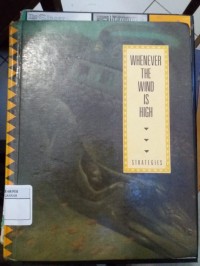 WHENEVER
THE
WIND
IS
HIGH
STRATEGIES